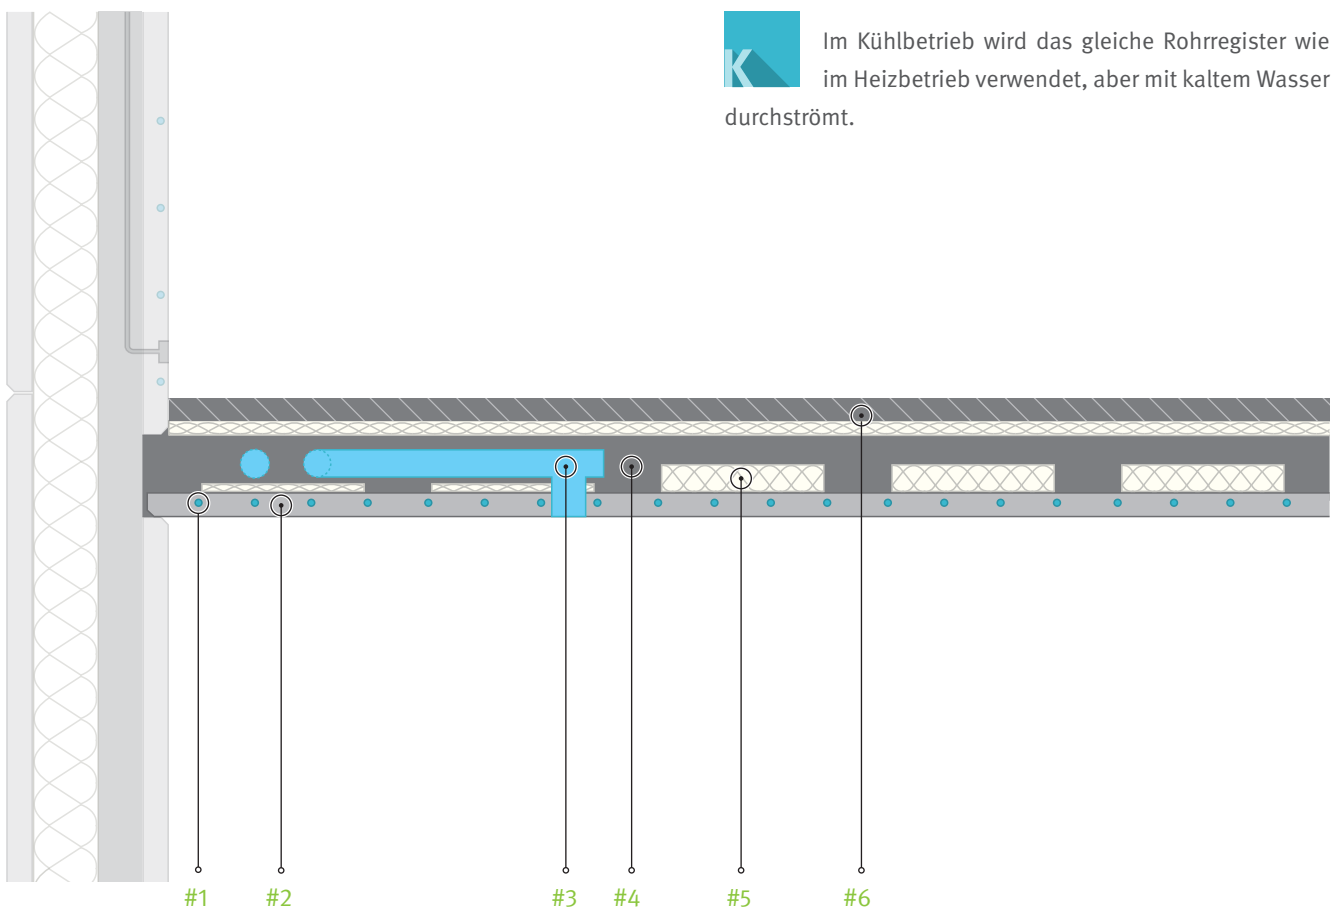 K
Im Kühlbetrieb wird das gleiche Rohrregister wie
im Heizbetrieb verwendet, aber mit kaltem Wasser
durchströmt.
#1 #2 #3 #4 #5 #6